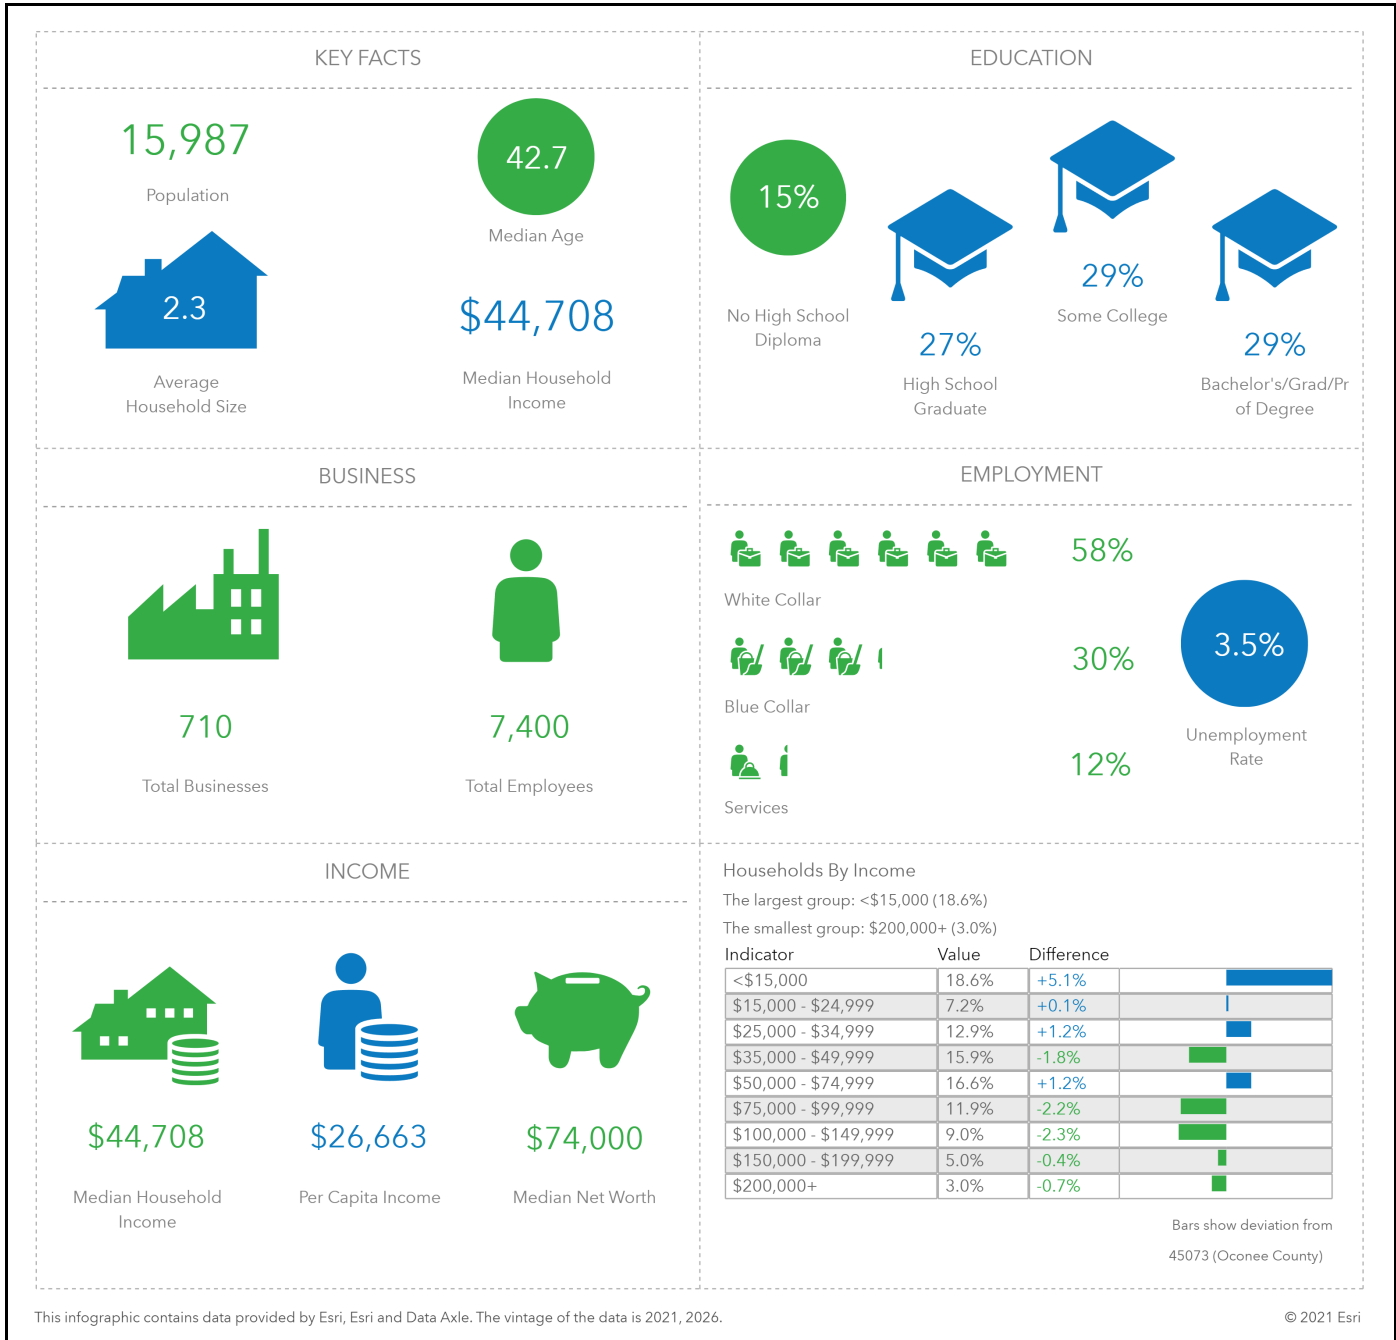 KEY FACTS
15,987
Population
42.7
Median Age
2.3
Average
Household Size
$44,708
Median Household
Income
EDUCATION
15%
No High School
Diploma
27%
High School
Graduate
29%
Some College
29%
Bachelor's/Grad/Pr
of Degree
BUSINESS
710
Total Businesses
7,400
Total Employees
EMPLOYMENT
58%
White Collar
30%
Blue Collar
12%
Services
3.5%
Unemployment
Rate
INCOME
$44,708
Median Household
Income
$26,663
Per Capita Income
$74,000
Median Net Worth
Households By Income
The largest group: <$15,000 (18.6%)
The smallest group: $200,000+ (3.0%)
Indicator Value Difference
<$15,000 18.6% +5.1%
$15,000 - $24,999 7.2% +0.1%
$25,000 - $34,999 12.9% +1.2%
$35,000 - $49,999 15.9% -1.8%
$50,000 - $74,999 16.6% +1.2%
$75,000 - $99,999 11.9% -2.2%
$100,000 - $149,999 9.0% -2.3%
$150,000 - $199,999 5.0% -0.4%
$200,000+ 3.0% -0.7%
Bars show deviation from
45073 (Oconee County)
This infographic contains data provided by Esri, Esri and Data Axle. The vintage of the data is 2021, 2026.
© 2021 Esri